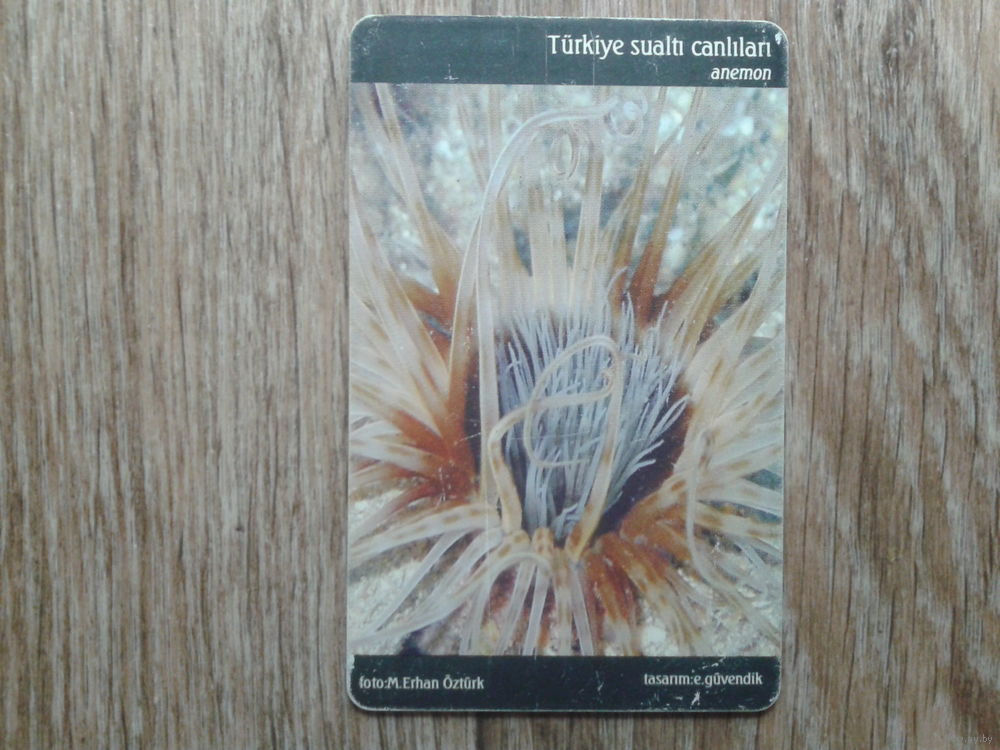 Türkiye sualtı canlıları
anemon
foto:M.Erhan Öztürk
tasarım:e.güvendik